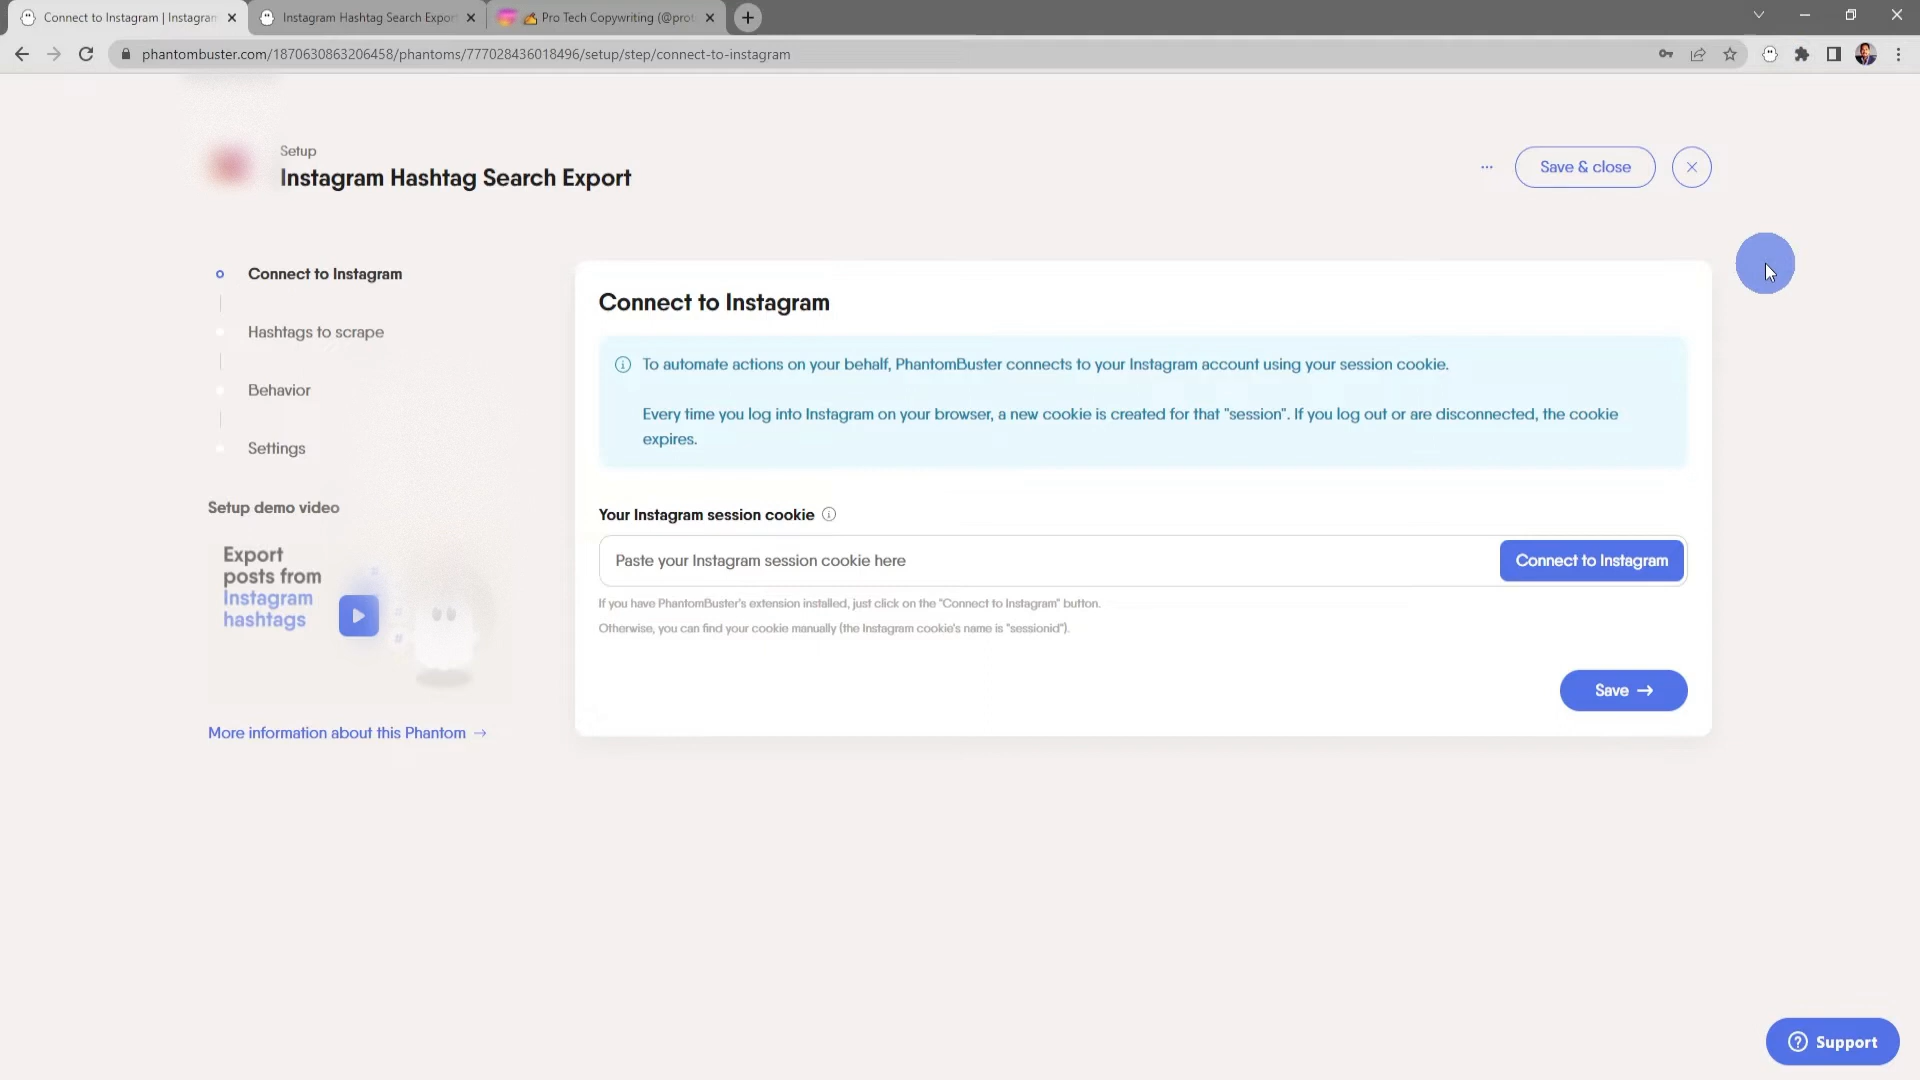 Connect to Instagram | Instagram
Instagram Hashtag Search Export
Pro Tech Copywriting (@prot
phantombuster.com/1870630863206458/phantoms/777028436018496/setup/step/connect-to-instagram
Setup
Instagram Hashtag Search Export
Save & close
Connect to Instagram
Hashtags to scrape
Behavior
Settings
Setup demo video
Export
posts from
Instagram
hashtags
More information about this Phantom →
Connect to Instagram
To automate actions on your behalf, PhantomBuster connects to your Instagram account using your session cookie.
Every time you log into Instagram on your browser, a new cookie is created for that "session". If you log out or are disconnected, the cookie
expires.
Your Instagram session cookie
Paste your Instagram session cookie here
Connect to Instagram
If you have PhantomBuster's extension installed, just click on the "Connect to Instagram" button.
Otherwise, you can find your cookie manually (the Instagram cookie's name is "sessionid").
Save →
Support